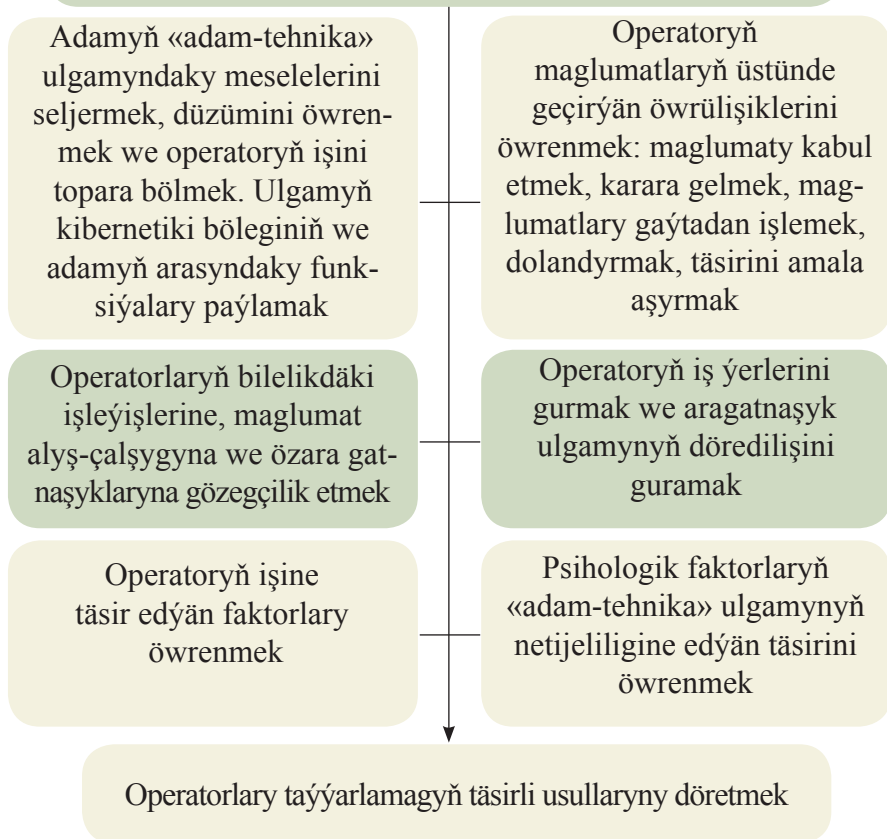 Adamyň «adam-tehnika»
ulgamyndaky meselelerini
seljermek, düzümini öwren-
mek we operatoryň işini
topara bölmek. Ulgamyň
kibernetiki böleginiň we
adamyň arasyndaky funk-
siýalary paýlamak
Operatoryň
maglumatlaryň üstünde
geçirýän öwrülişiklerini
öwrenmek: maglumaty kabul
etmek, karara gelmek, mag-
lumatlary gaýtadan işlemek,
dolandyrmak, täsirini amala
aşyrmak
Operatorlaryň bilelikdäki
işleýişlerine, maglumat
alyş-çalşygyna we özara gat-
naşyklaryna gözegçilik etmek
Operatoryň iş ýerlerini
gurmak we aragatnaşyk
ulgamynyň döredilişini
guramak
Operatoryň işine
täsir edýän faktorlary
öwrenmek
Psihologik faktorlaryň
«adam-tehnika» ulgamynyň
netijeliligine edýän täsirini
öwrenmek
Operatorlary taýýarlamagyň täsirli usullaryny döretmek